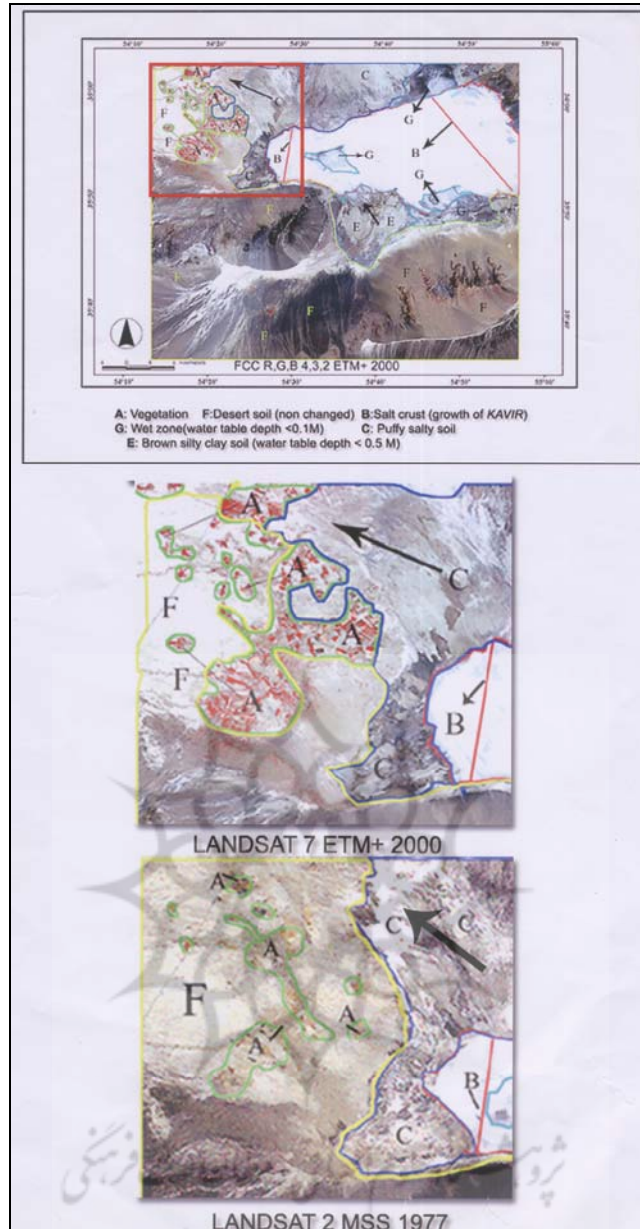 A
C
C
F
G
A
A
B
F
A
B
G
G
C
E
E
G
F
F
F
F
F
F
FCC R,G,B 4,3,2 ETM+ 2000
A: Vegetation F:Desert soil (non changed) B:Salt crust (growth of KAVIR)
G: Wet zone(water table depth <0.1M) C: Puffy salty soil
E: Brown silty clay soil (water table depth < 0.5 M)
A
A
C
F
A
F
A
B
C
LANDSAT 7 ETM+ 2000
A
C
C
A
F
A
A
B
C
فرهنگی
LANDSAT 2 MSS 1977